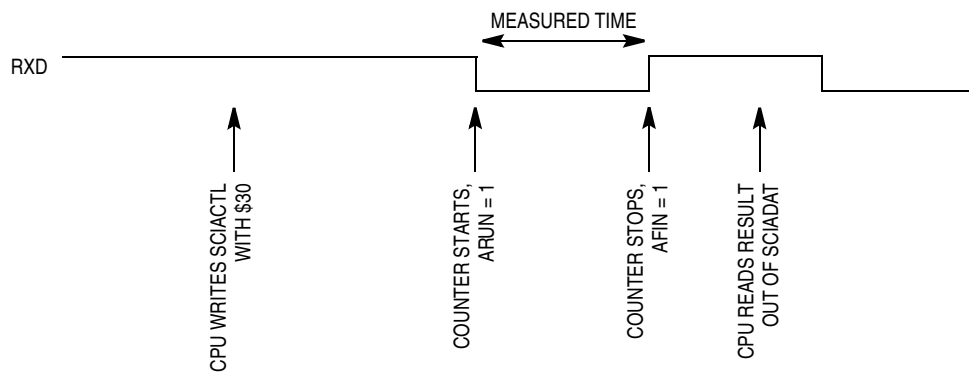 MEASURED TIME
RXD
CPU WRITES SCIACTL
WITH $30
COUNTER STARTS,
ARUN = 1
COUNTER STOPS,
AFIN = 1
CPU READS RESULT
OUT OF SCIADAT